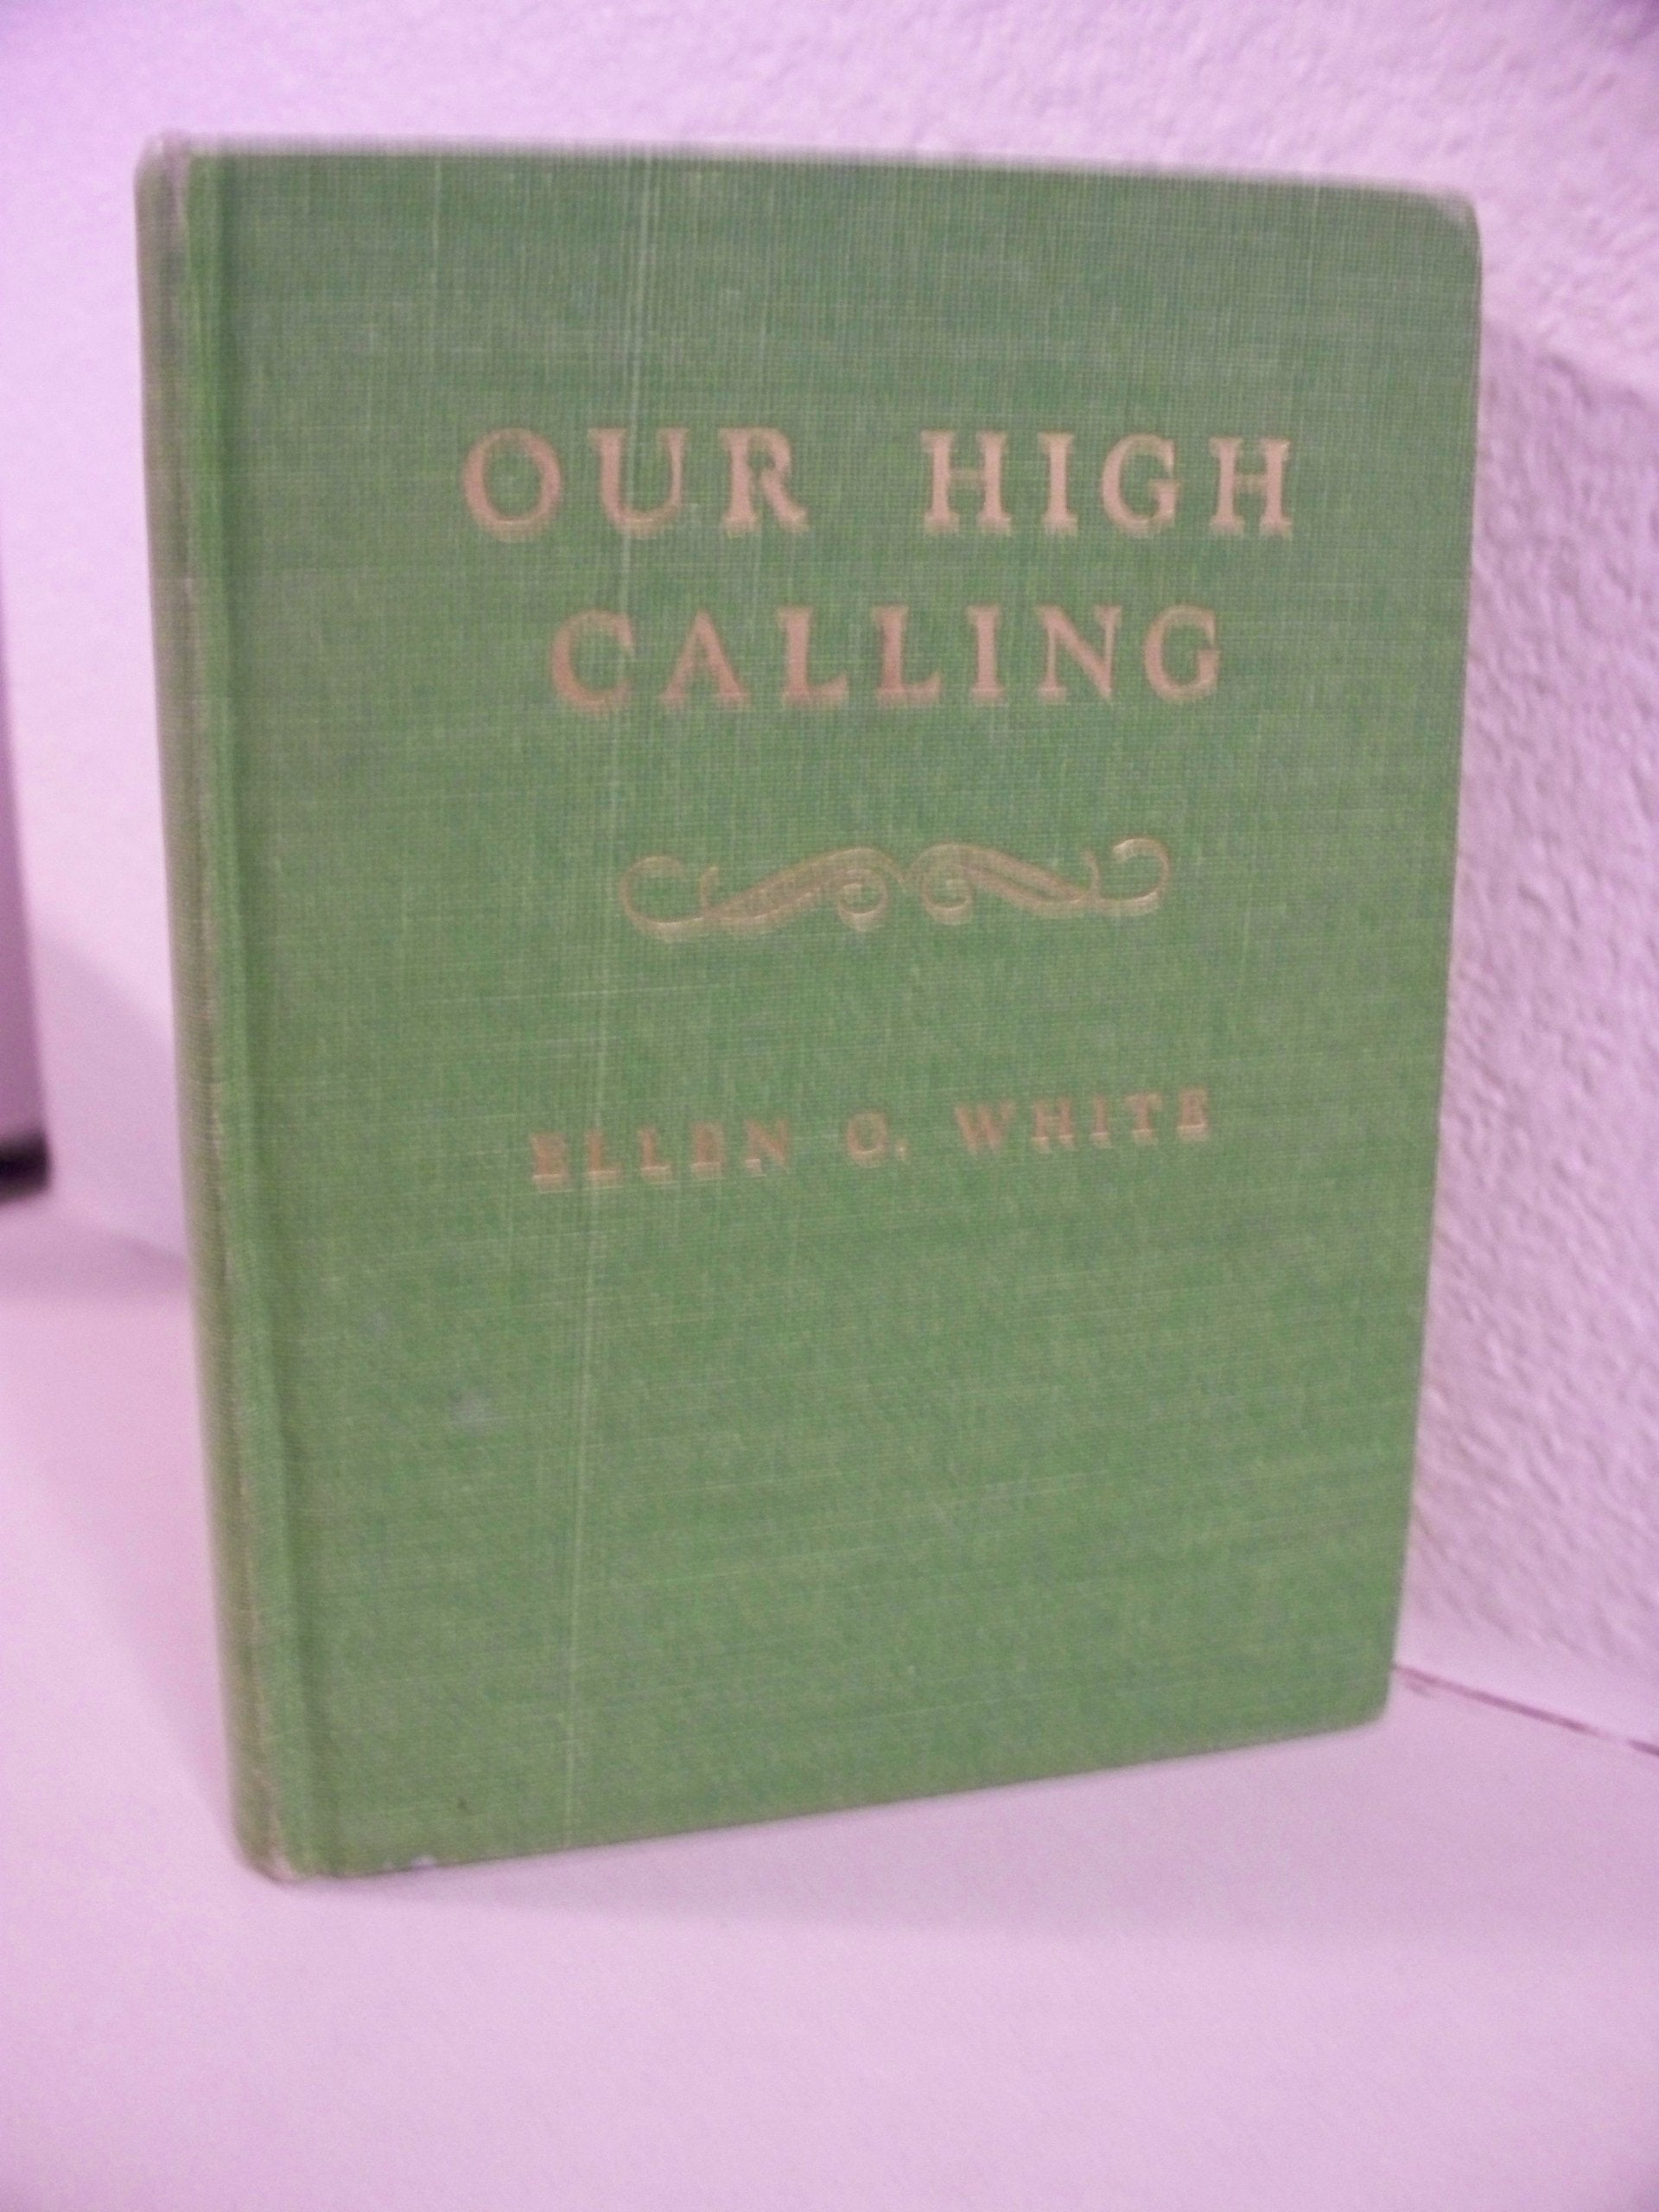 OUR HIGH
CALLING
ELLEN G. WHITE